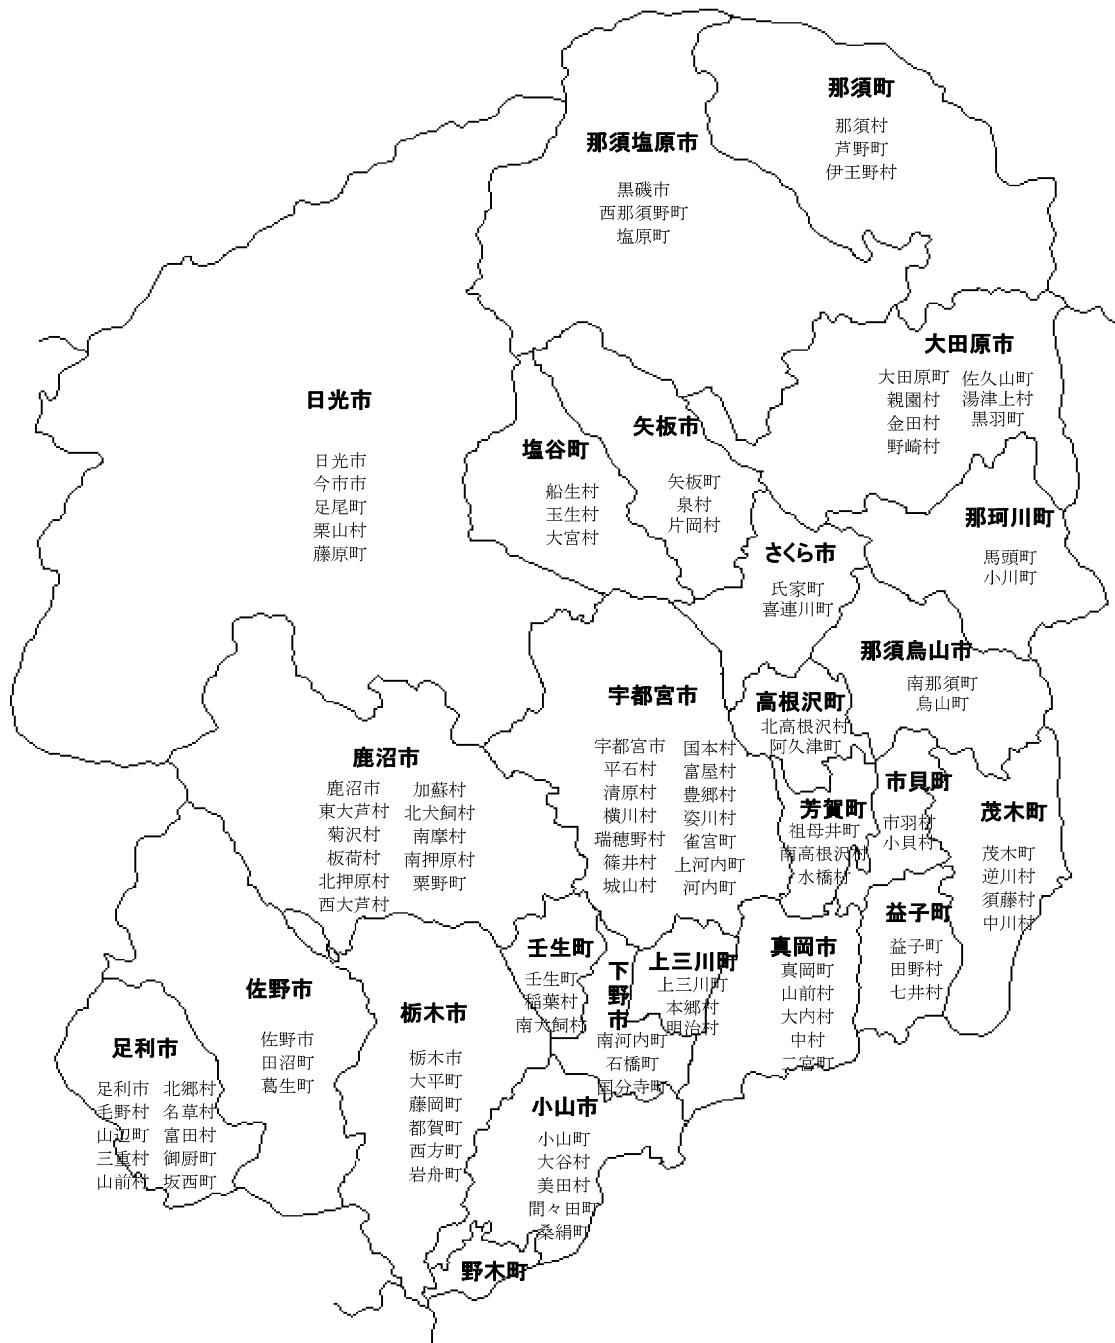 那須町
那須村
芦野町
伊王野村
那須塩原市
黒磯市
西那須野町
塩原町
大田原市
大田原町
親園村
金田村
野崎村
佐久山町
湯津上村
黒羽町
日光市
日光市
今市市
足尾町
栗山村
藤原町
塩谷町
船生村
玉生村
大宮村
矢板市
矢板町
泉村
片岡村
那珂川町
馬頭町
小川町
さくら市
氏家町
喜連川町
那須烏山市
南那須町
烏山町
宇都宮市
宇都宮市
平石村
清原村
横川村
瑞穂野村
篠井村
城山村
国本村
富屋村
豊郷村
姿川村
雀宮町
上河内町
河内町
高根沢町
北高根沢村
阿久津町
鹿沼市
鹿沼市
東大芦村
菊沢村
板荷村
北押原村
西大芦村
加蘇村
北犬飼村
南摩村
南押原村
粟野町
芳賀町
祖母井町
南高根沢村
水橋村
市貝町
市羽村
小貝村
茂木町
茂木町
逆川村
須藤村
中川村
益子町
益子町
田野村
七井村
壬生町
壬生町
稲葉村
南犬飼村
下野市
南河内町
石橋町
国分寺町
上三川町
上三川町
本郷村
明治村
真岡市
真岡町
山前村
大内村
中村
二宮町
佐野市
佐野市
田沼町
葛生町
栃木市
栃木市
大平町
藤岡町
都賀町
西方町
岩舟町
足利市
足利市
毛野村
山辺町
三重村
山前村
北郷村
名草村
富田村
御厨町
坂西町
小山市
小山町
大谷村
美田村
間々田町
桑絹町
野木町